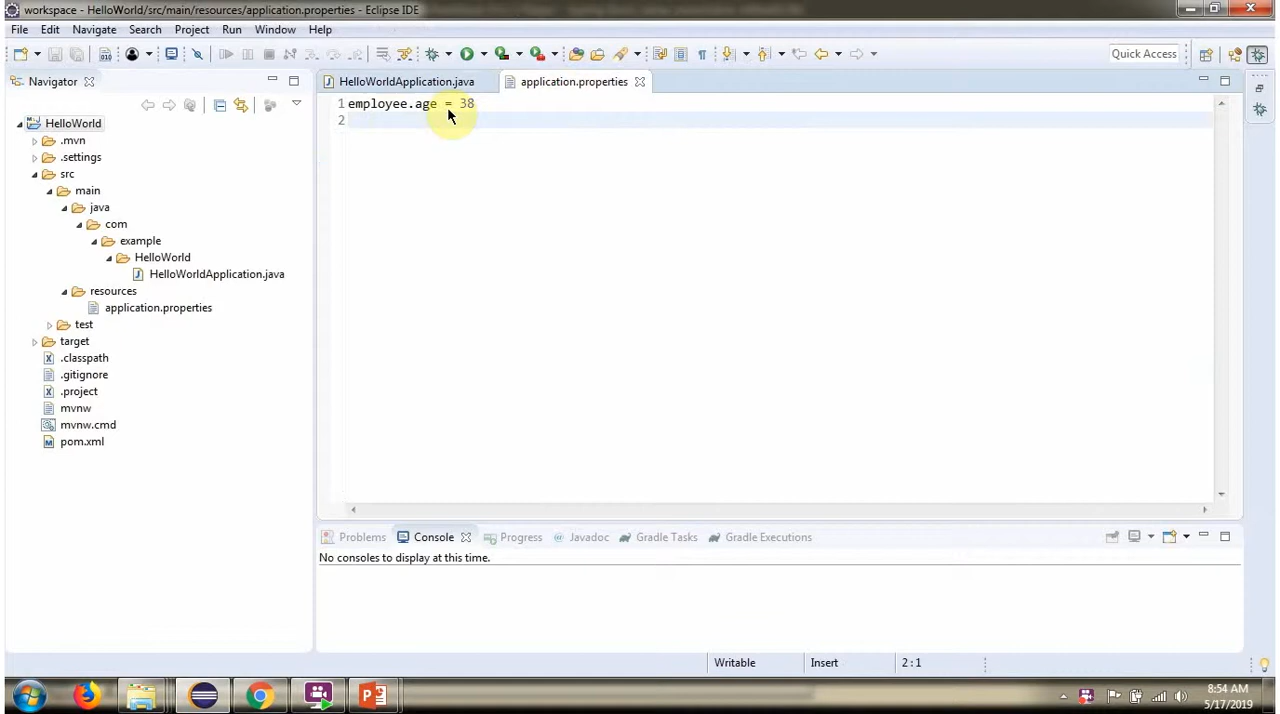 workspace - HelloWorld/src/main/resources/application.properties - Eclipse IDE
File Edit Navigate Search Project Run Window Help
Quick Access
Navigator
HelloWorldApplication.java
application.properties
HelloWorld
.mvn
.settings
src
main
java
com
example
HelloWorld
HelloWorldApplication.java
resources
application.properties
test
target
.classpath
.gitignore
.project
mvnw
mvnw.cmd
pom.xml
1 employee.age = 38
2
Problems Console Progress Javadoc Gradle Tasks Gradle Executions
No consoles to display at this time.
Writable Insert 2 : 1
8:54 AM
5/17/2019